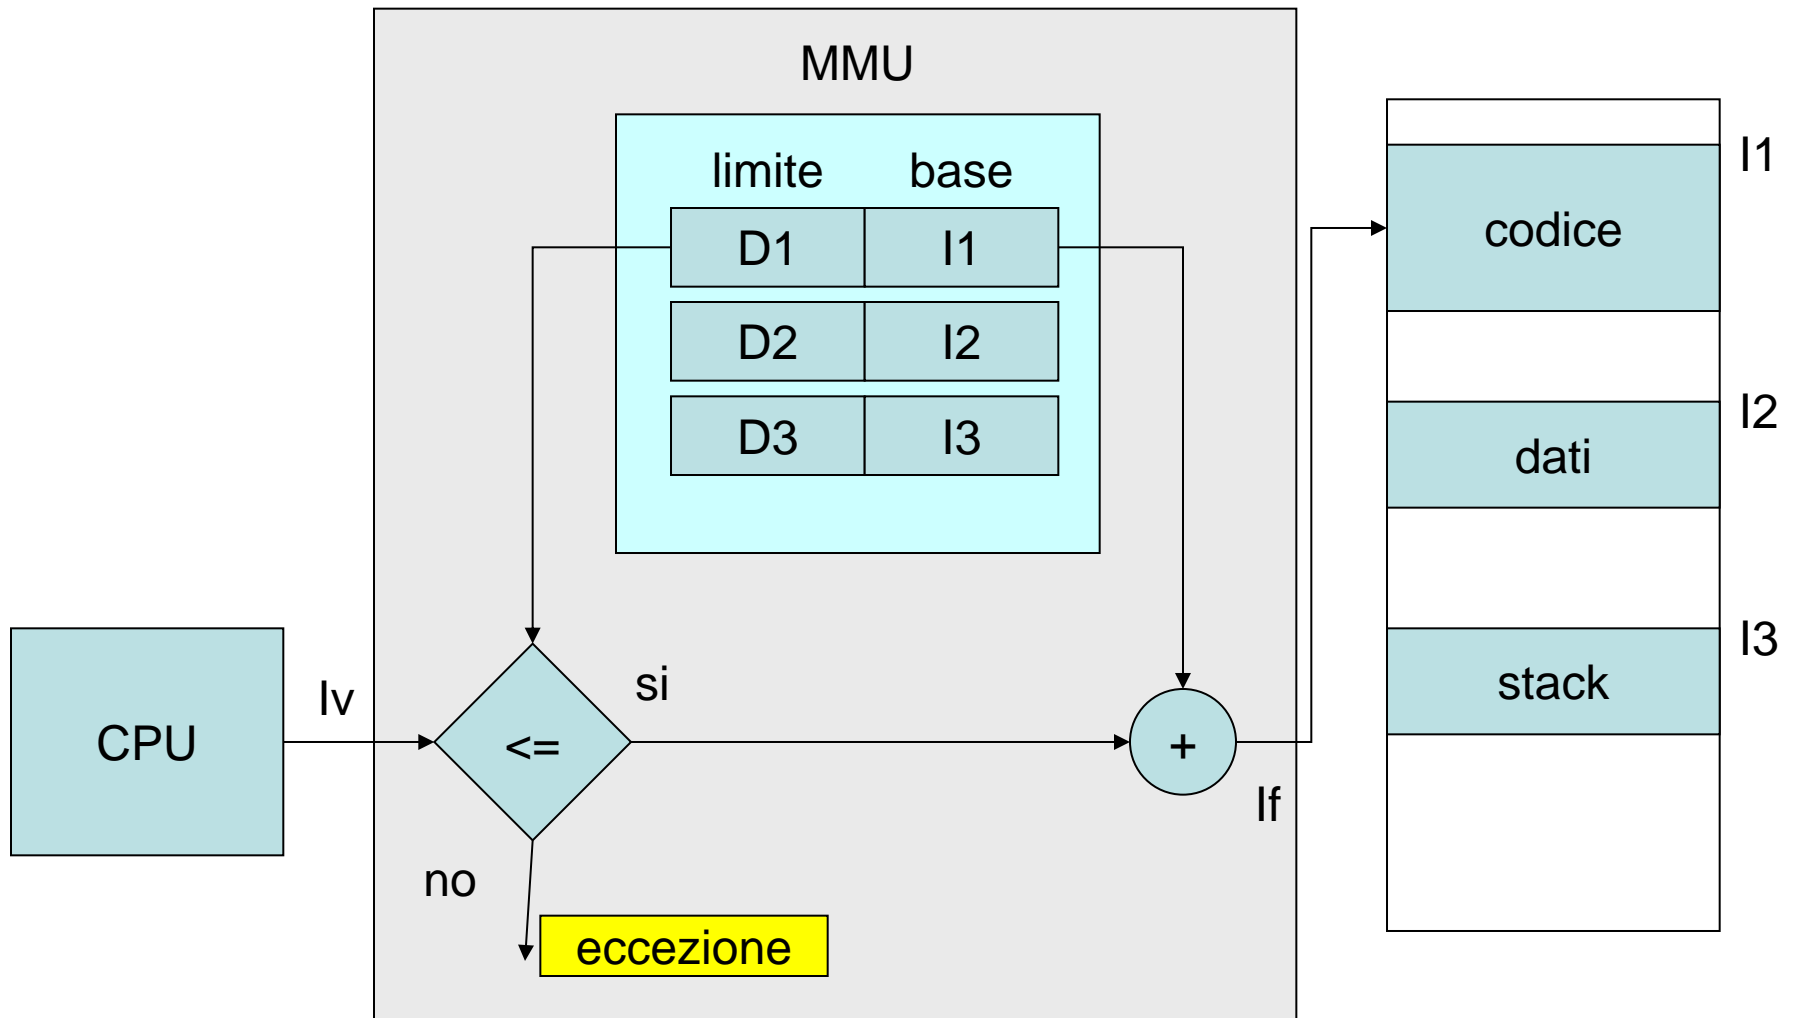 MMU
limite base
D1 I1
D2 I2
D3 I3
I1
codice
I2
dati
I3
stack
CPU
Iv
<=
si
+
If
no
eccezione